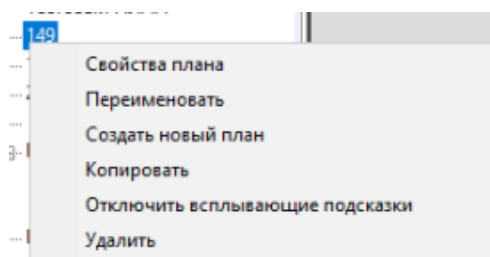 149
Свойства плана
Переименовать
Создать новый план
Копировать
Отключить всплывающие подсказки
Удалить